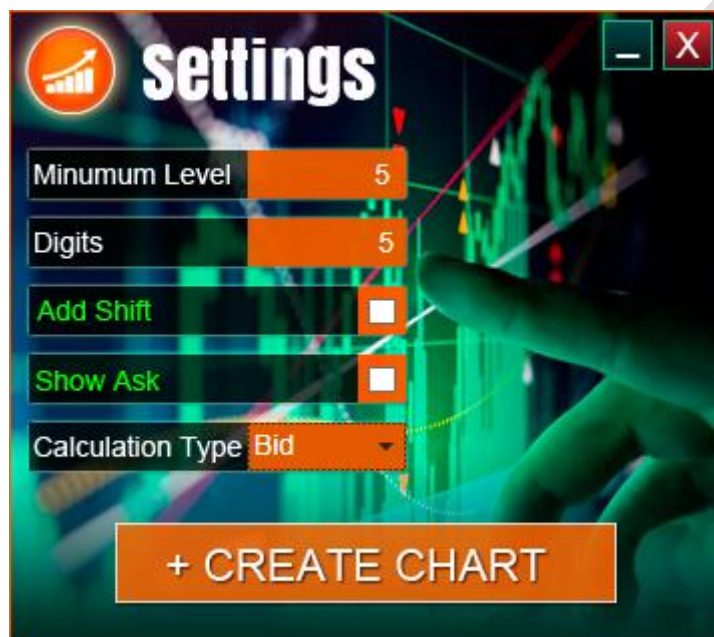 Settings
X
Minumum Level 5
Digits 5
Add Shift
Show Ask
Calculation Type Bid
+ CREATE CHART